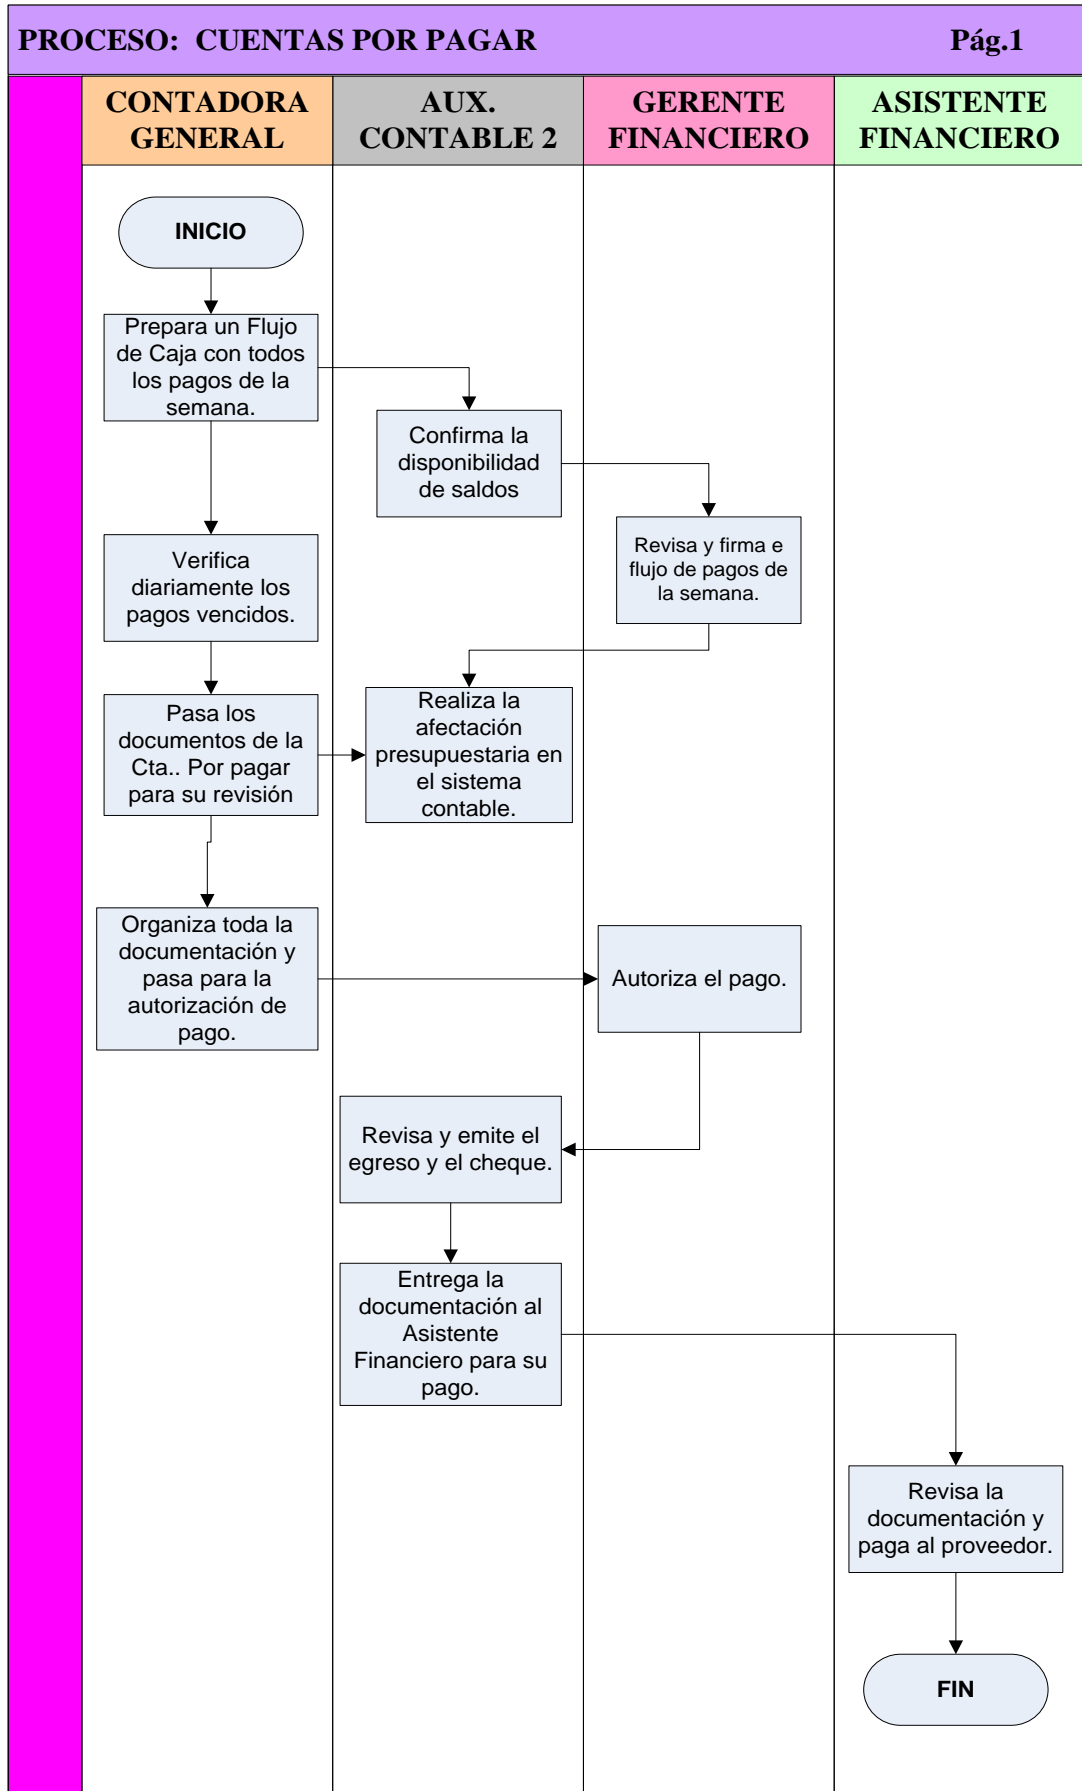 PROCESO:  CUENTAS POR PAGAR Pág.1
CONTADORA
GENERAL
AUX.
CONTABLE 2
GERENTE
FINANCIERO
ASISTENTE
FINANCIERO
INICIO
Prepara un Flujo
de Caja con todos
los pagos de la
semana.
Confirma la
disponibilidad
de saldos
Revisa y firma e
flujo de pagos de
la semana.
Verifica
diariamente los
pagos vencidos.
Pasa los
documentos de la
Cta.. Por pagar
para su revisión
Realiza la
afectación
presupuestaria en
el sistema
contable.
Organiza toda la
documentación y
pasa para la
autorización de
pago.
Autoriza el pago.
Revisa y emite el
egreso y el cheque.
Entrega la
documentación al
Asistente
Financiero para su
pago.
Revisa la
documentación y
paga al proveedor.
FIN